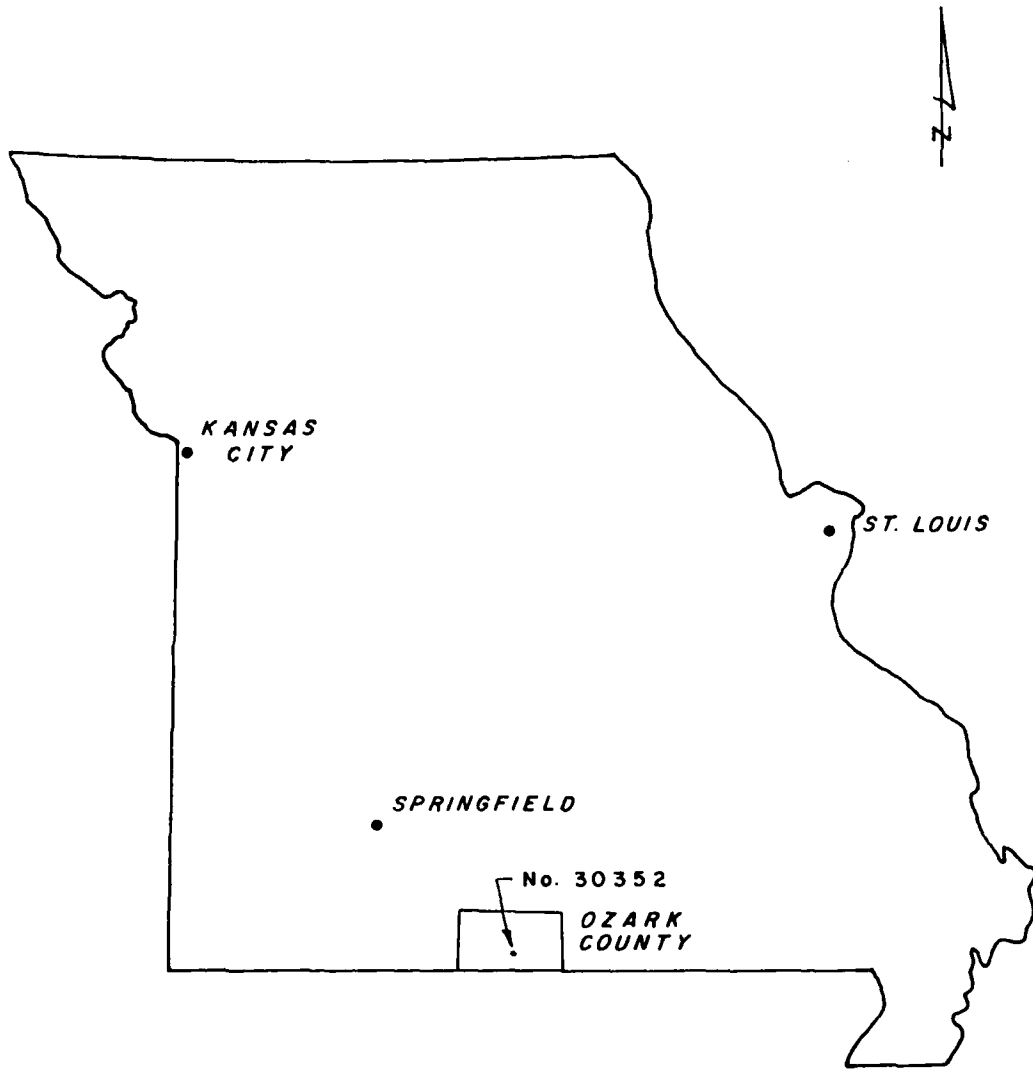 N
KANSAS
CITY
ST. LOUIS
SPRINGFIELD
No. 30352
OZARK
COUNTY